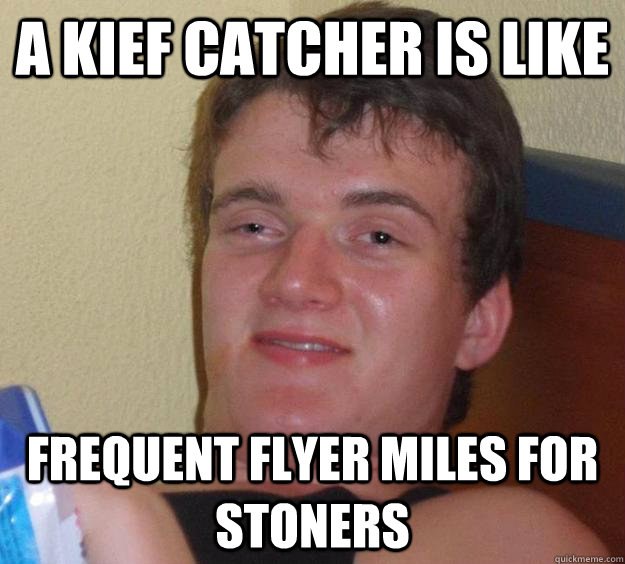 A KIEF CATCHER IS LIKE
FREQUENT FLYER MILES FOR
STONERS
quickmeme.com